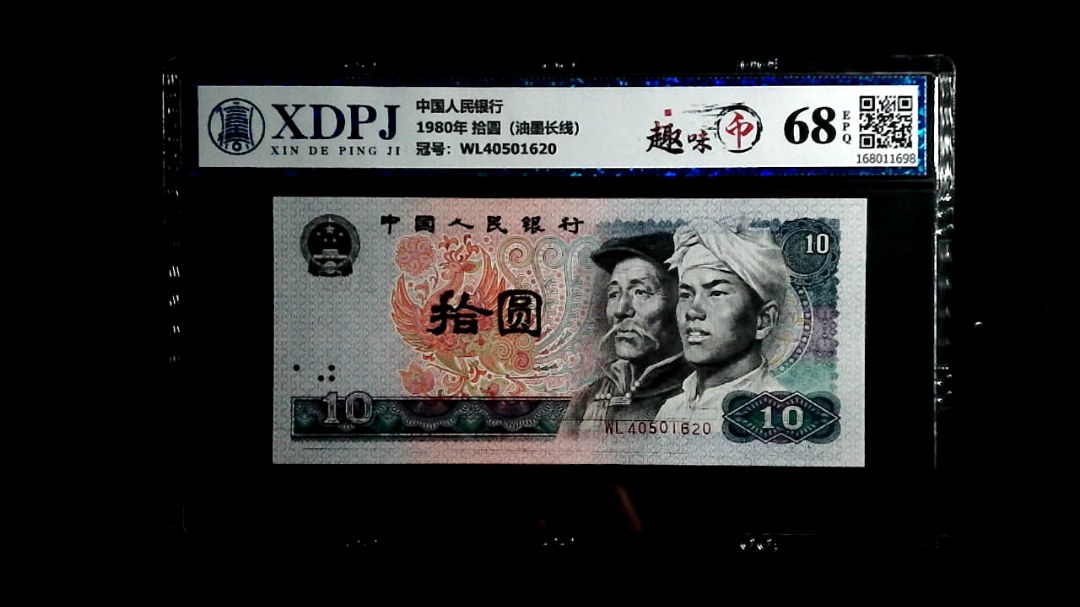 XDPJ
XIN DE PING JI
中国人民银行
1980年 拾圆（油墨长线）
冠号：WL40501620
趣味币
68
EPQ
168011698
中国人民银行
10
拾圆
10
WL40501620
10